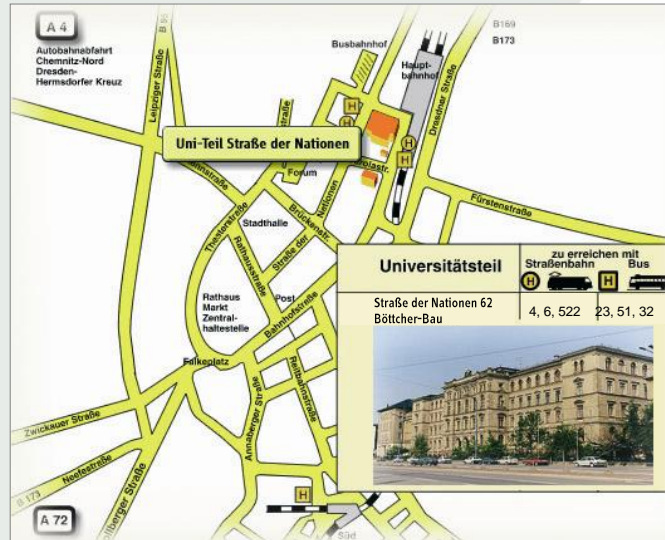 A 4
B 169
B173
Autobahnabfahrt
Chemnitz-Nord
Dresden-
Hermsdorfer Kreuz
Busbahnhof
Haupt-
bahnhof
Leipziger Straße
Dresdner Straße
Uni-Teil Straße der Nationen
Forum
Fürstenstraße
Theaterstraße
Stadthalle
Brückenstr.
Straße der Nationen
Rathausstraße
Rathaus
Markt
Zentral-
haltestelle
Post
Bahnhofstraße
Falkeplatz
Reitbahnstraße
Annaberger Straße
Zwickauer Straße
Neefestraße
B 173
A 72
Süd
H
H
H
H
H
Universitätsteil
zu erreichen mit
Straßenbahn
Bus
H
H
Straße der Nationen 62
Böttcher-Bau
4, 6, 522
23, 51, 32